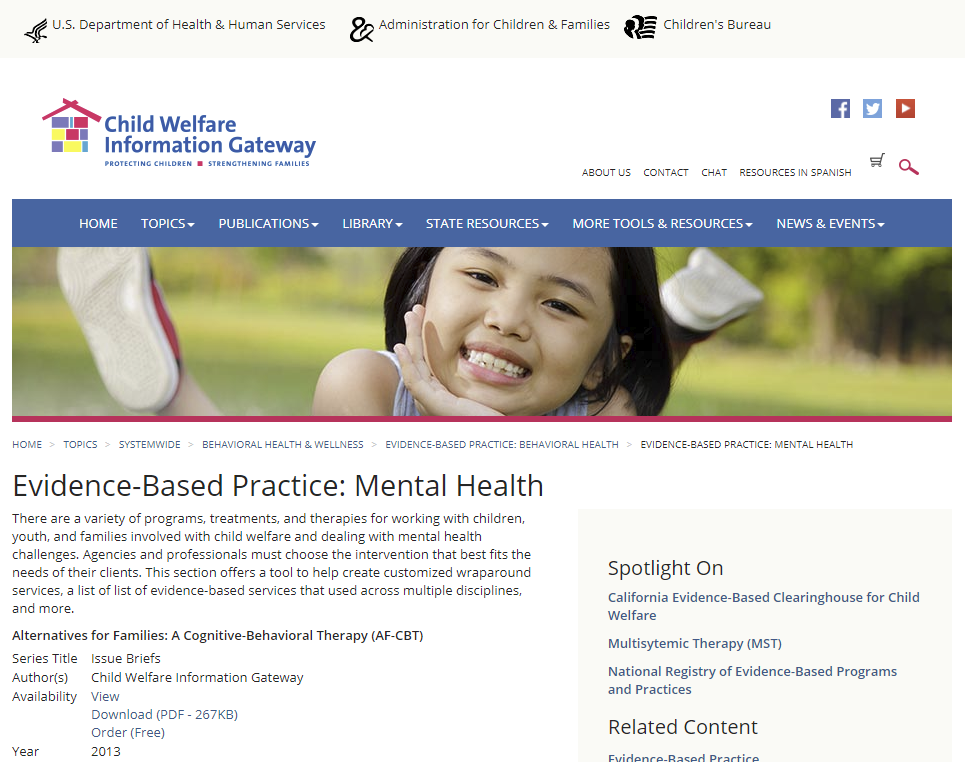 U.S. Department of Health & Human Services
Administration for Children & Families
Children's Bureau
Child Welfare
Information Gateway
PROTECTING CHILDREN ■ STRENGTHENING FAMILIES
ABOUT US CONTACT CHAT RESOURCES IN SPANISH
HOME TOPICS PUBLICATIONS LIBRARY STATE RESOURCES MORE TOOLS & RESOURCES NEWS & EVENTS
HOME > TOPICS > SYSTEMWIDE > BEHAVIORAL HEALTH & WELLNESS > EVIDENCE-BASED PRACTICE: BEHAVIORAL HEALTH > EVIDENCE-BASED PRACTICE: MENTAL HEALTH
Evidence-Based Practice: Mental Health
There are a variety of programs, treatments, and therapies for working with children,
youth, and families involved with child welfare and dealing with mental health
challenges. Agencies and professionals must choose the intervention that best fits the
needs of their clients. This section offers a tool to help create customized wraparound
services, a list of list of evidence-based services that used across multiple disciplines,
and more.
Alternatives for Families: A Cognitive-Behavioral Therapy (AF-CBT)
Series Title Issue Briefs
Author(s) Child Welfare Information Gateway
Availability View
Download (PDF - 267KB)
Order (Free)
Year 2013
Spotlight On
California Evidence-Based Clearinghouse for Child
Welfare
Multisytemic Therapy (MST)
National Registry of Evidence-Based Programs
and Practices
Related Content
Evidence-Based Practice